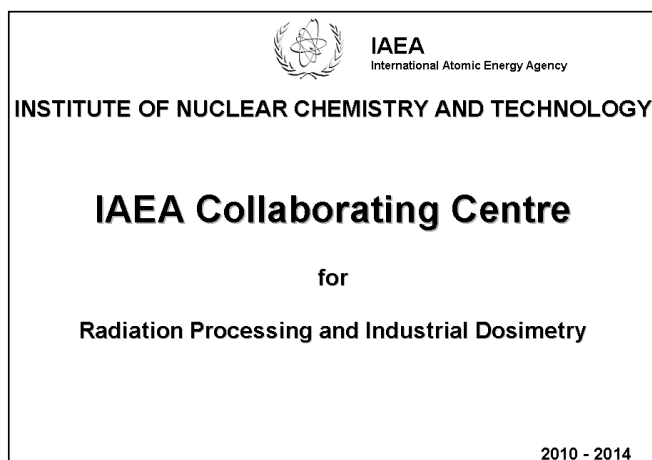 IAEA
International Atomic Energy Agency
INSTITUTE OF NUCLEAR CHEMISTRY AND TECHNOLOGY
IAEA Collaborating Centre
for
Radiation Processing and Industrial Dosimetry
2010 - 2014